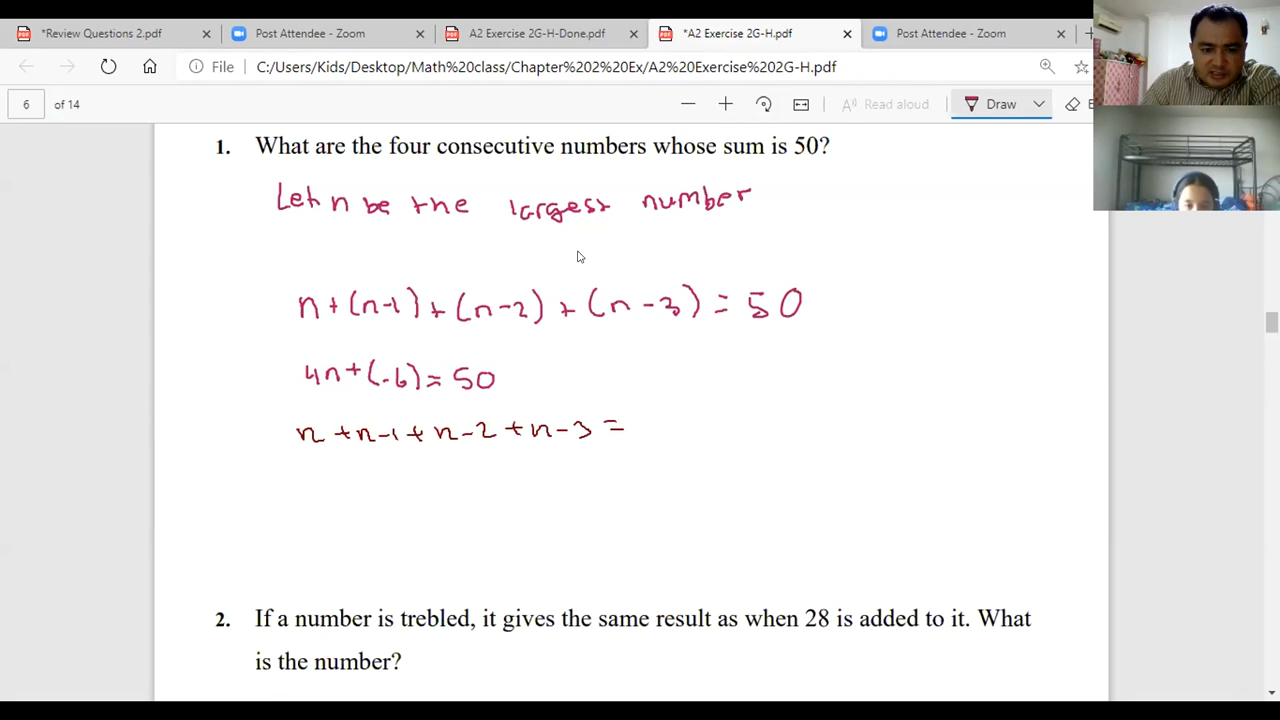 *Review Questions 2.pdf
Post Attendee - Zoom
A2 Exercise 2G-H-Done.pdf
*A2 Exercise 2G-H.pdf
Post Attendee - Zoom
File C:/Users/Kids/Desktop/Math%20class/Chapter%202%20Ex/A2%20Exercise%202G-H.pdf
6 of 14
Read aloud
Draw
1. What are the four consecutive numbers whose sum is 50?
Let n be the largest number
n+(n-1)+(n-2)+(n-3)=50
4n+(-6)=50
n+n-1+n-2+n-3=
2. If a number is trebled, it gives the same result as when 28 is added to it. What
is the number?